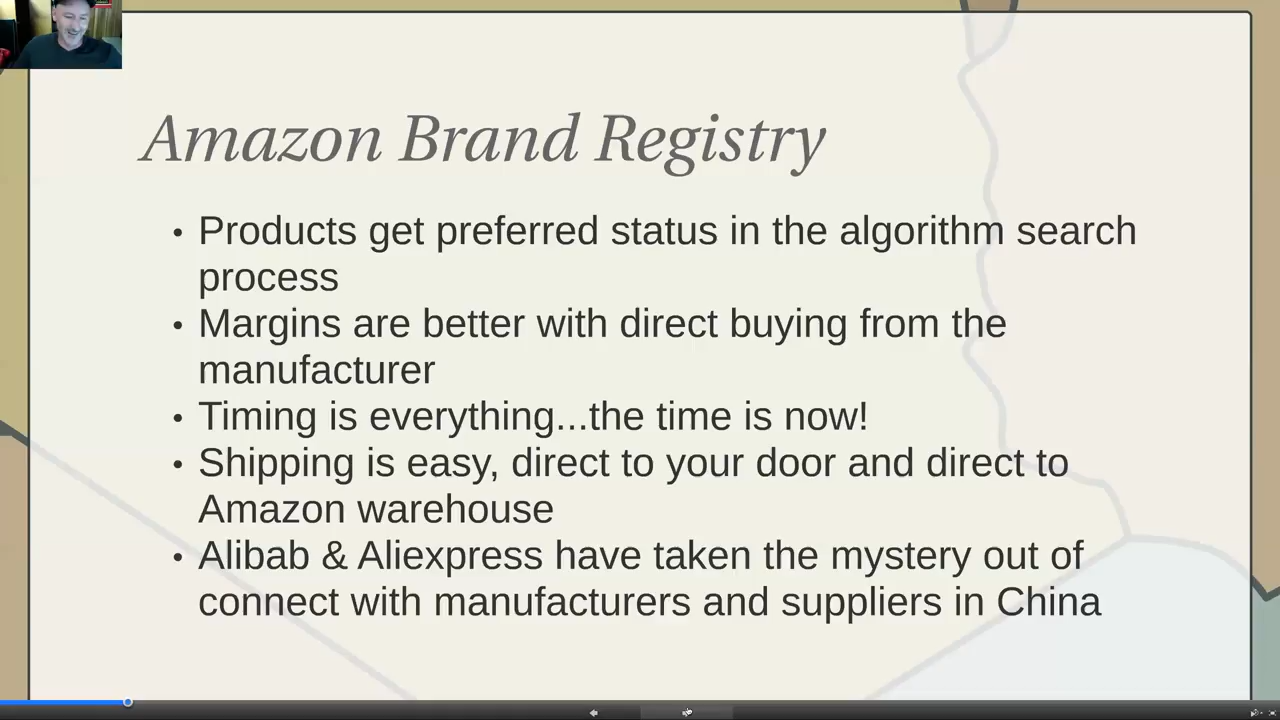 Amazon Brand Registry
• Products get preferred status in the algorithm search
process
• Margins are better with direct buying from the
manufacturer
• Timing is everything...the time is now!
• Shipping is easy, direct to your door and direct to
Amazon warehouse
• Alibab & Aliexpress have taken the mystery out of
connect with manufacturers and suppliers in China